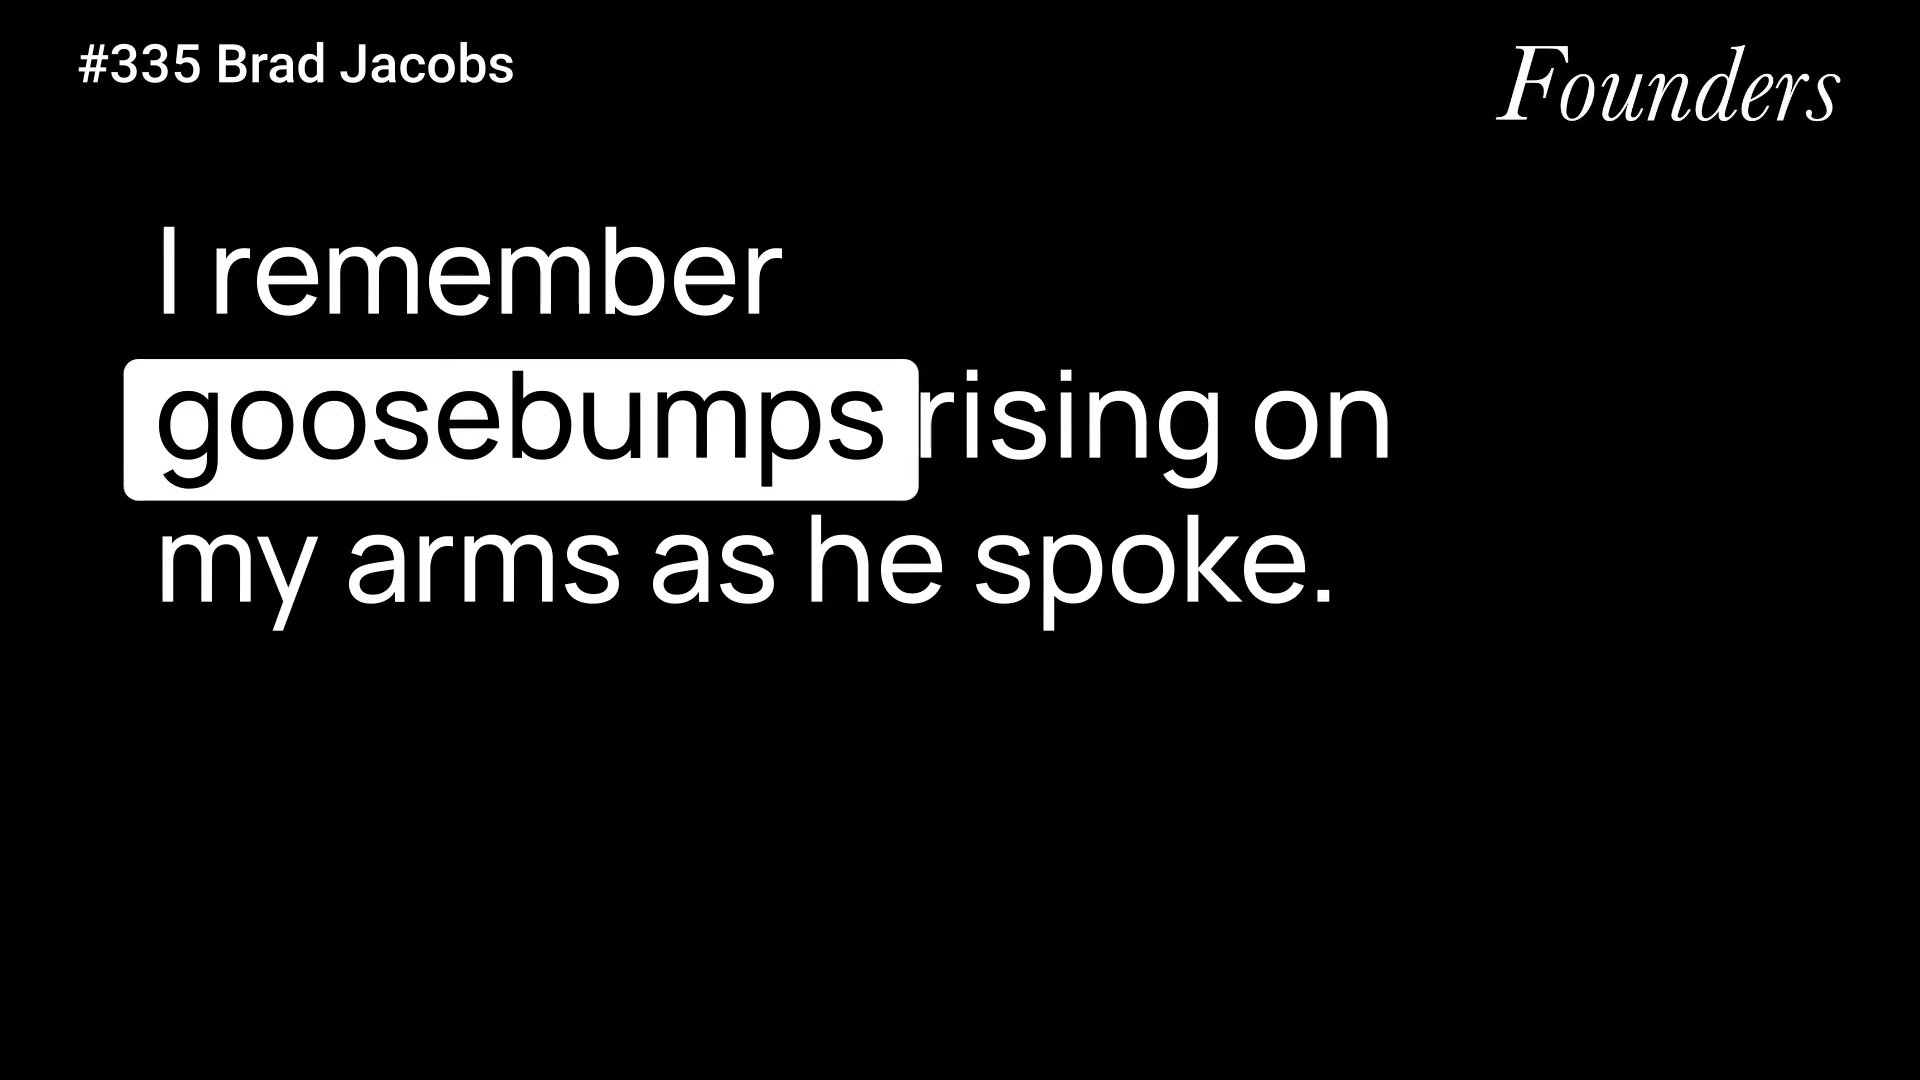 #335 Brad Jacobs
Founders
I remember
goosebumps rising on
my arms as he spoke.